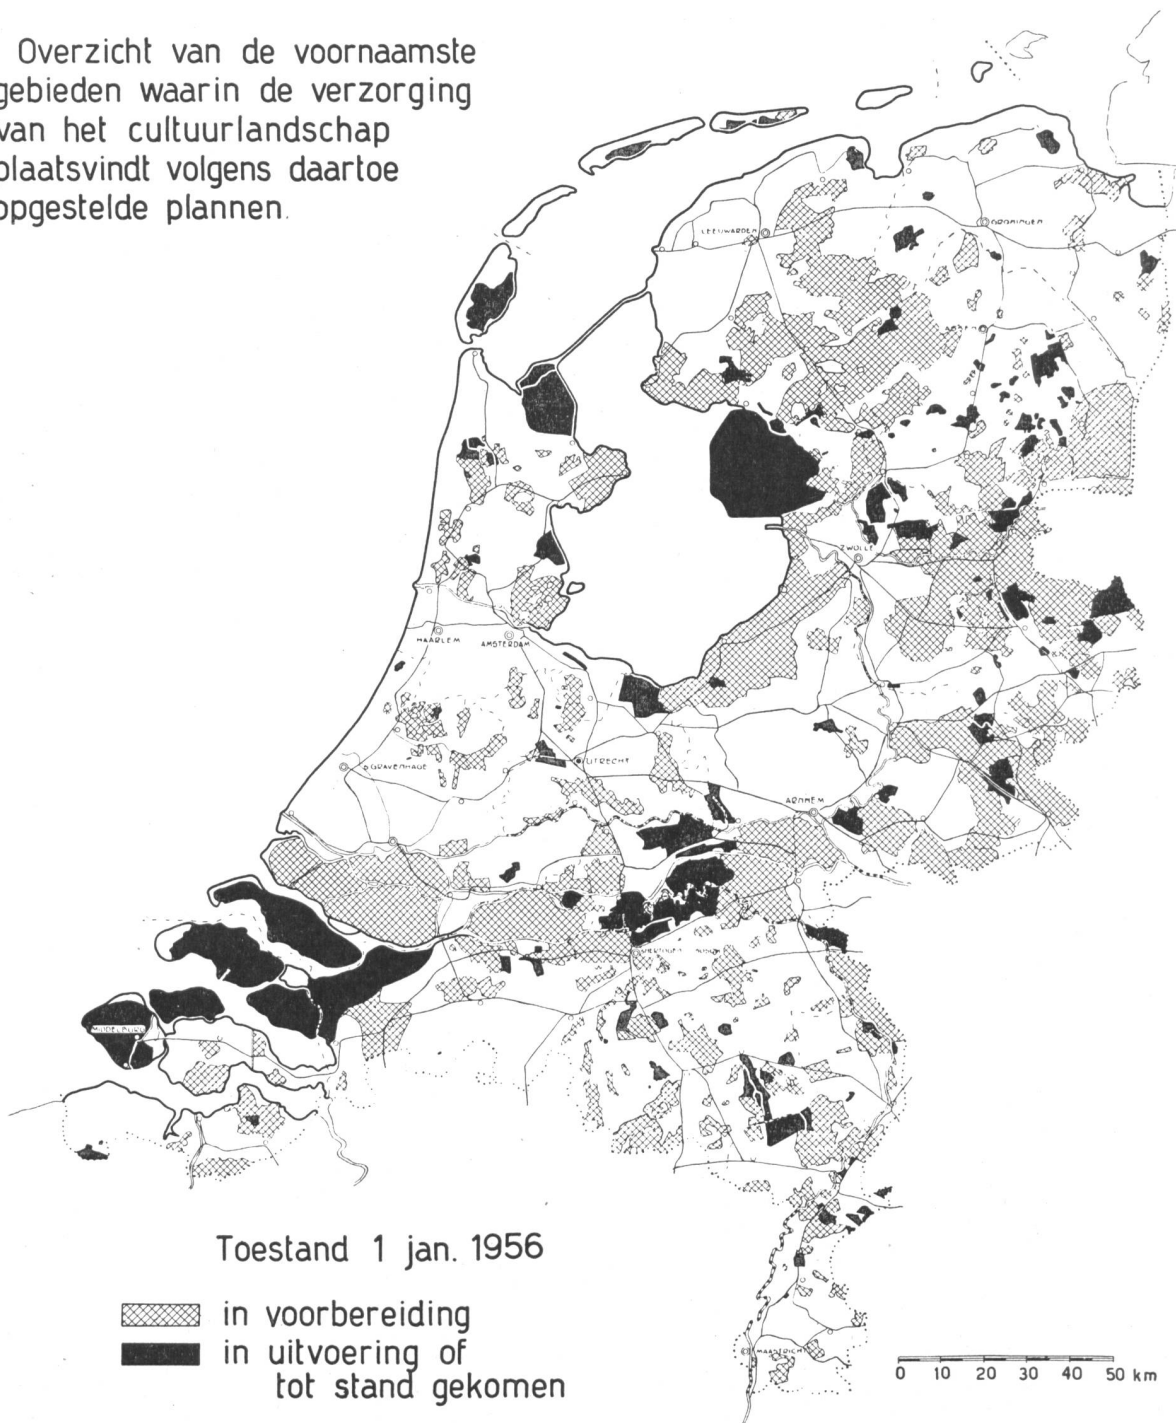 Overzicht van de voornaamste
gebieden waarin de verzorging
van het cultuurlandschap
plaatsvindt volgens daartoe
opgestelde plannen.
LEEUWARDEN
GRONINGEN
ASSEN
ZWOLLE
HAARLEM
AMSTERDAM
GRAVENHAGE
UTRECHT
ARNHEM
MIDDELBURG
MAASTRICHT
Toestand 1 jan. 1956
in voorbereiding
in uitvoering of
tot stand gekomen
0 10 20 30 40 50 km